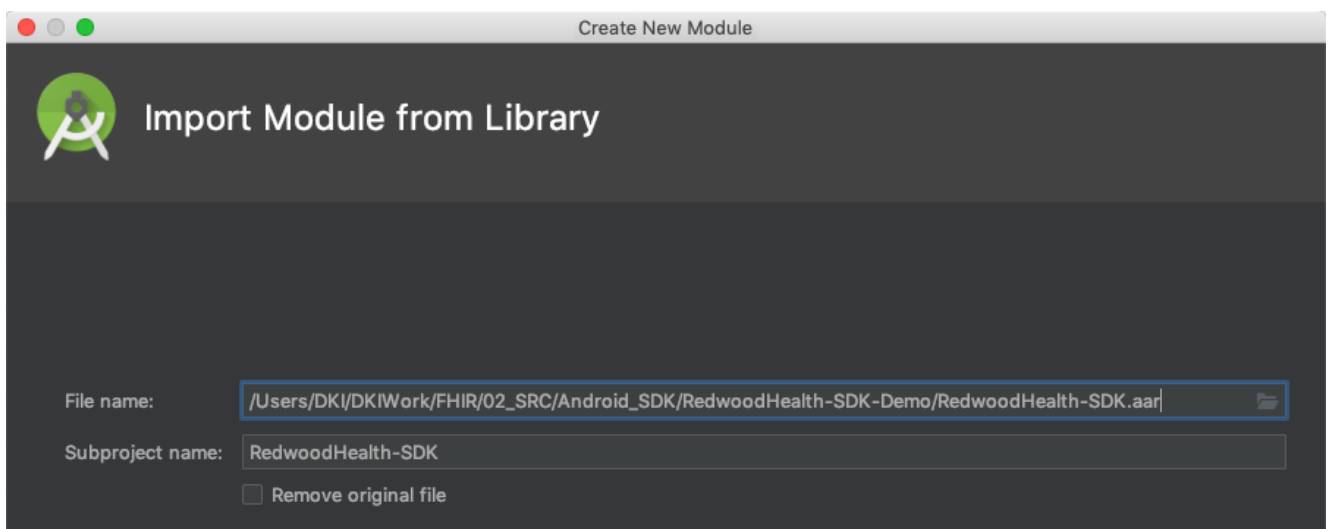 Create New Module
Import Module from Library
File name: /Users/DKI/DKIWork/FHIR/02_SRC/Android_SDK/RedwoodHealth-SDK-Demo/RedwoodHealth-SDK.aar
Subproject name: RedwoodHealth-SDK
Remove original file